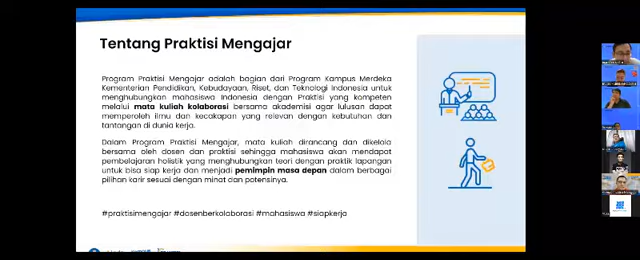 Tentang Praktisi Mengajar
Program Praktisi Mengajar adalah bagian dari Program Kampus Merdeka
Kementerian Pendidikan, Kebudayaan, Riset, dan Teknologi Indonesia untuk
menghubungkan mahasiswa Indonesia dengan Praktisi yang kompeten
melalui mata kuliah kolaborasi bersama akademisi agar lulusan dapat
memperoleh ilmu dan kecakapan yang relevan dengan kebutuhan dan
tantangan di dunia kerja.
Dalam Program Praktisi Mengajar, mata kuliah dirancang dan dikelola
bersama oleh dosen dan praktisi sehingga mahasiswa akan mendapat
pembelajaran holistik yang menghubungkan teori dengan praktik lapangan
untuk bisa siap kerja dan menjadi pemimpin masa depan dalam berbagai
pilihan karir sesuai dengan minat dan potensinya.
#praktisimengajar #dosenberkolaborasi #mahasiswa #siapkerja